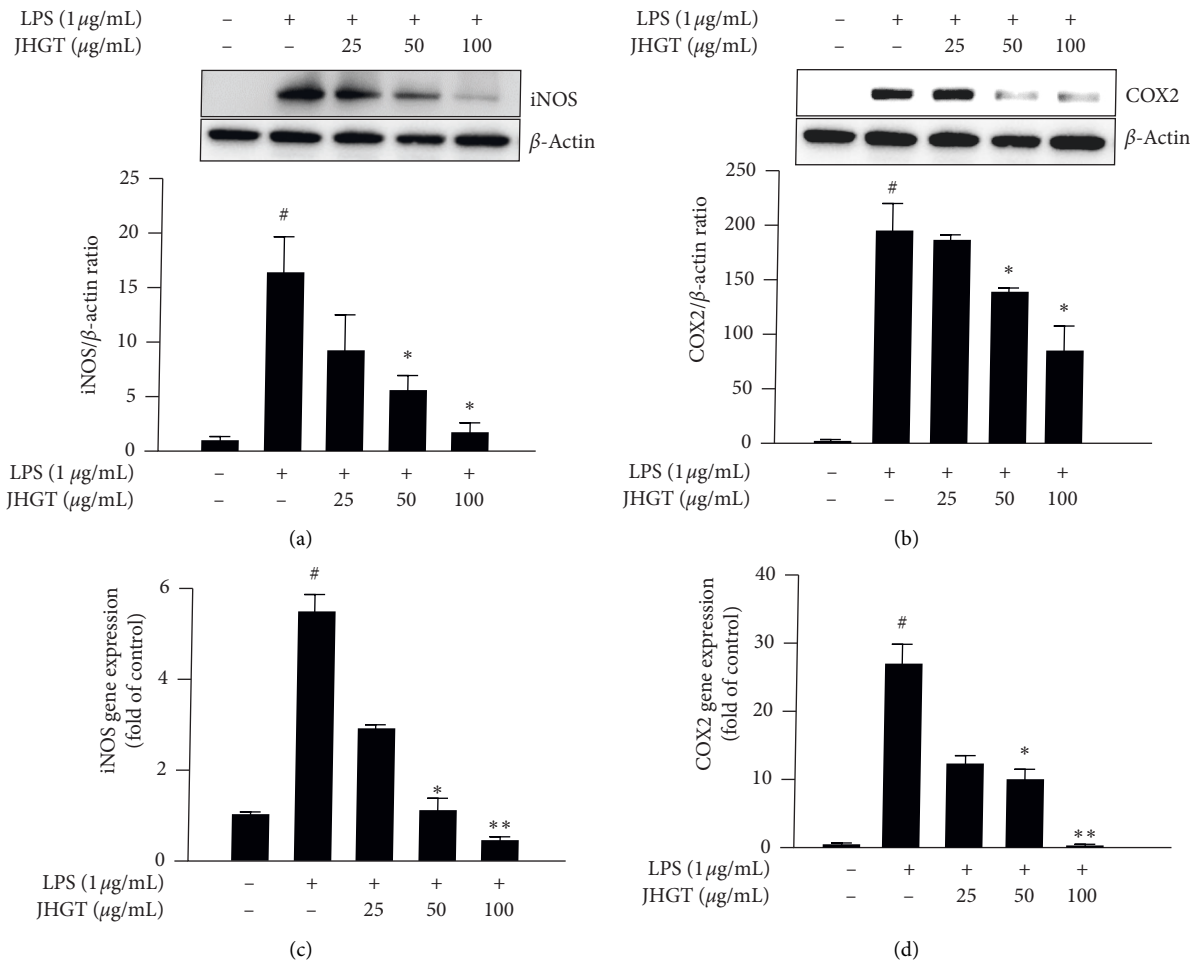 LPS (1 μg/mL) – + + + +
JHGT (μg/mL) – – 25 50 100
iNOS
β-Actin
25
20
15
10
5
0
iNOS/β-actin ratio
#
*
*
LPS (1 μg/mL) – + + + +
JHGT (μg/mL) – – 25 50 100
(a)
LPS (1 μg/mL) – + + + +
JHGT (μg/mL) – – 25 50 100
COX2
β-Actin
250
200
150
100
50
0
COX2/β-actin ratio
#
*
*
LPS (1 μg/mL) – + + + +
JHGT (μg/mL) – – 25 50 100
(b)
6
4
2
0
iNOS gene expression
(fold of control)
#
*
**
LPS (1 μg/mL) – + + + +
JHGT (μg/mL) – – 25 50 100
(c)
40
30
20
10
0
COX2 gene expression
(fold of control)
#
*
**
LPS (1 μg/mL) – + + + +
JHGT (μg/mL) – – 25 50 100
(d)